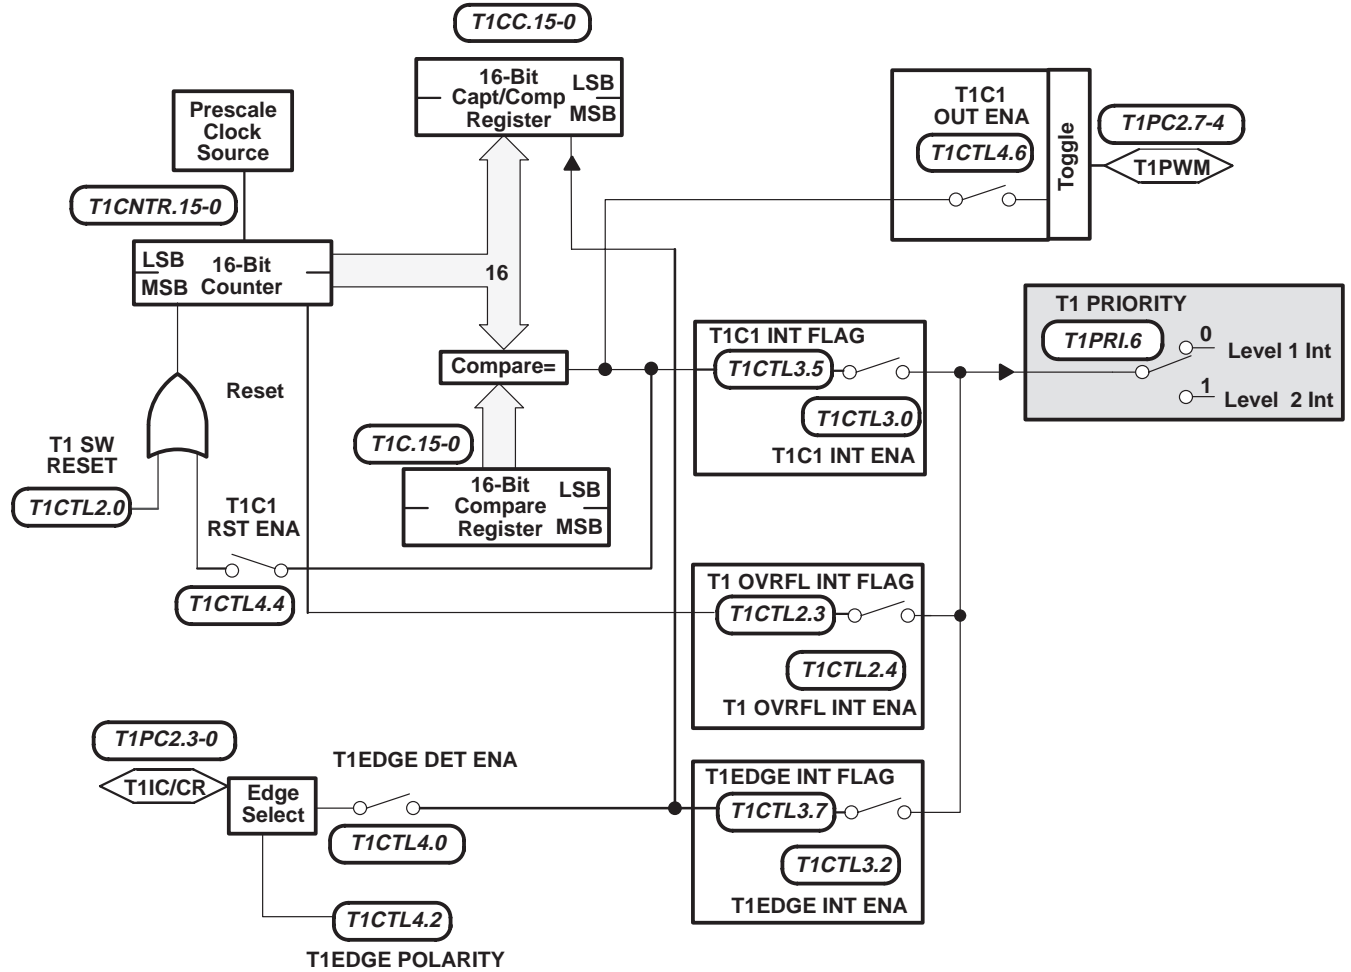 T1CC.15-0
16-Bit
Capt/Comp
Register
LSB
MSB
Prescale
Clock
Source
T1CNTR.15-0
LSB
MSB
16-Bit
Counter
16
T1C1
OUT ENA
T1CTL4.6
Toggle
T1PC2.7-4
T1PWM
Compare=
Reset
T1 SW
RESET
T1CTL2.0
T1C1
RST ENA
T1CTL4.4
T1C.15-0
16-Bit
Compare
Register
LSB
MSB
T1C1 INT FLAG
T1CTL3.5
T1CTL3.0
T1C1 INT ENA
T1 PRIORITY
T1PRI.6
0
Level 1 Int
1
Level 2 Int
T1 OVRFL INT FLAG
T1CTL2.3
T1CTL2.4
T1 OVRFL INT ENA
T1PC2.3-0
T1IC/CR
Edge
Select
T1EDGE DET ENA
T1CTL4.0
T1CTL4.2
T1EDGE POLARITY
T1EDGE INT FLAG
T1CTL3.7
T1CTL3.2
T1EDGE INT ENA